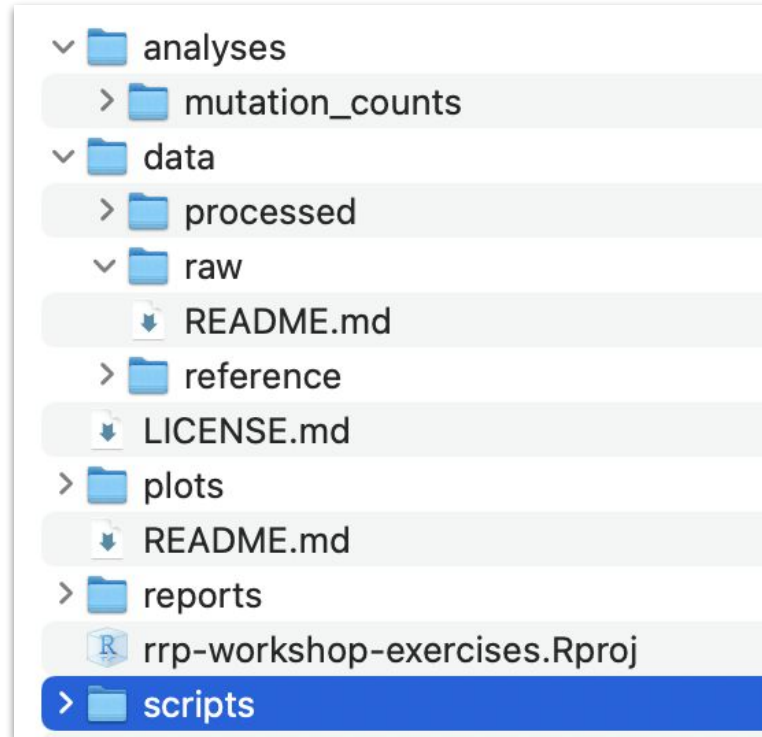 analyses
mutation_counts
data
processed
raw
README.md
reference
LICENSE.md
plots
README.md
reports
R
rrp-workshop-exercises.Rproj
scripts